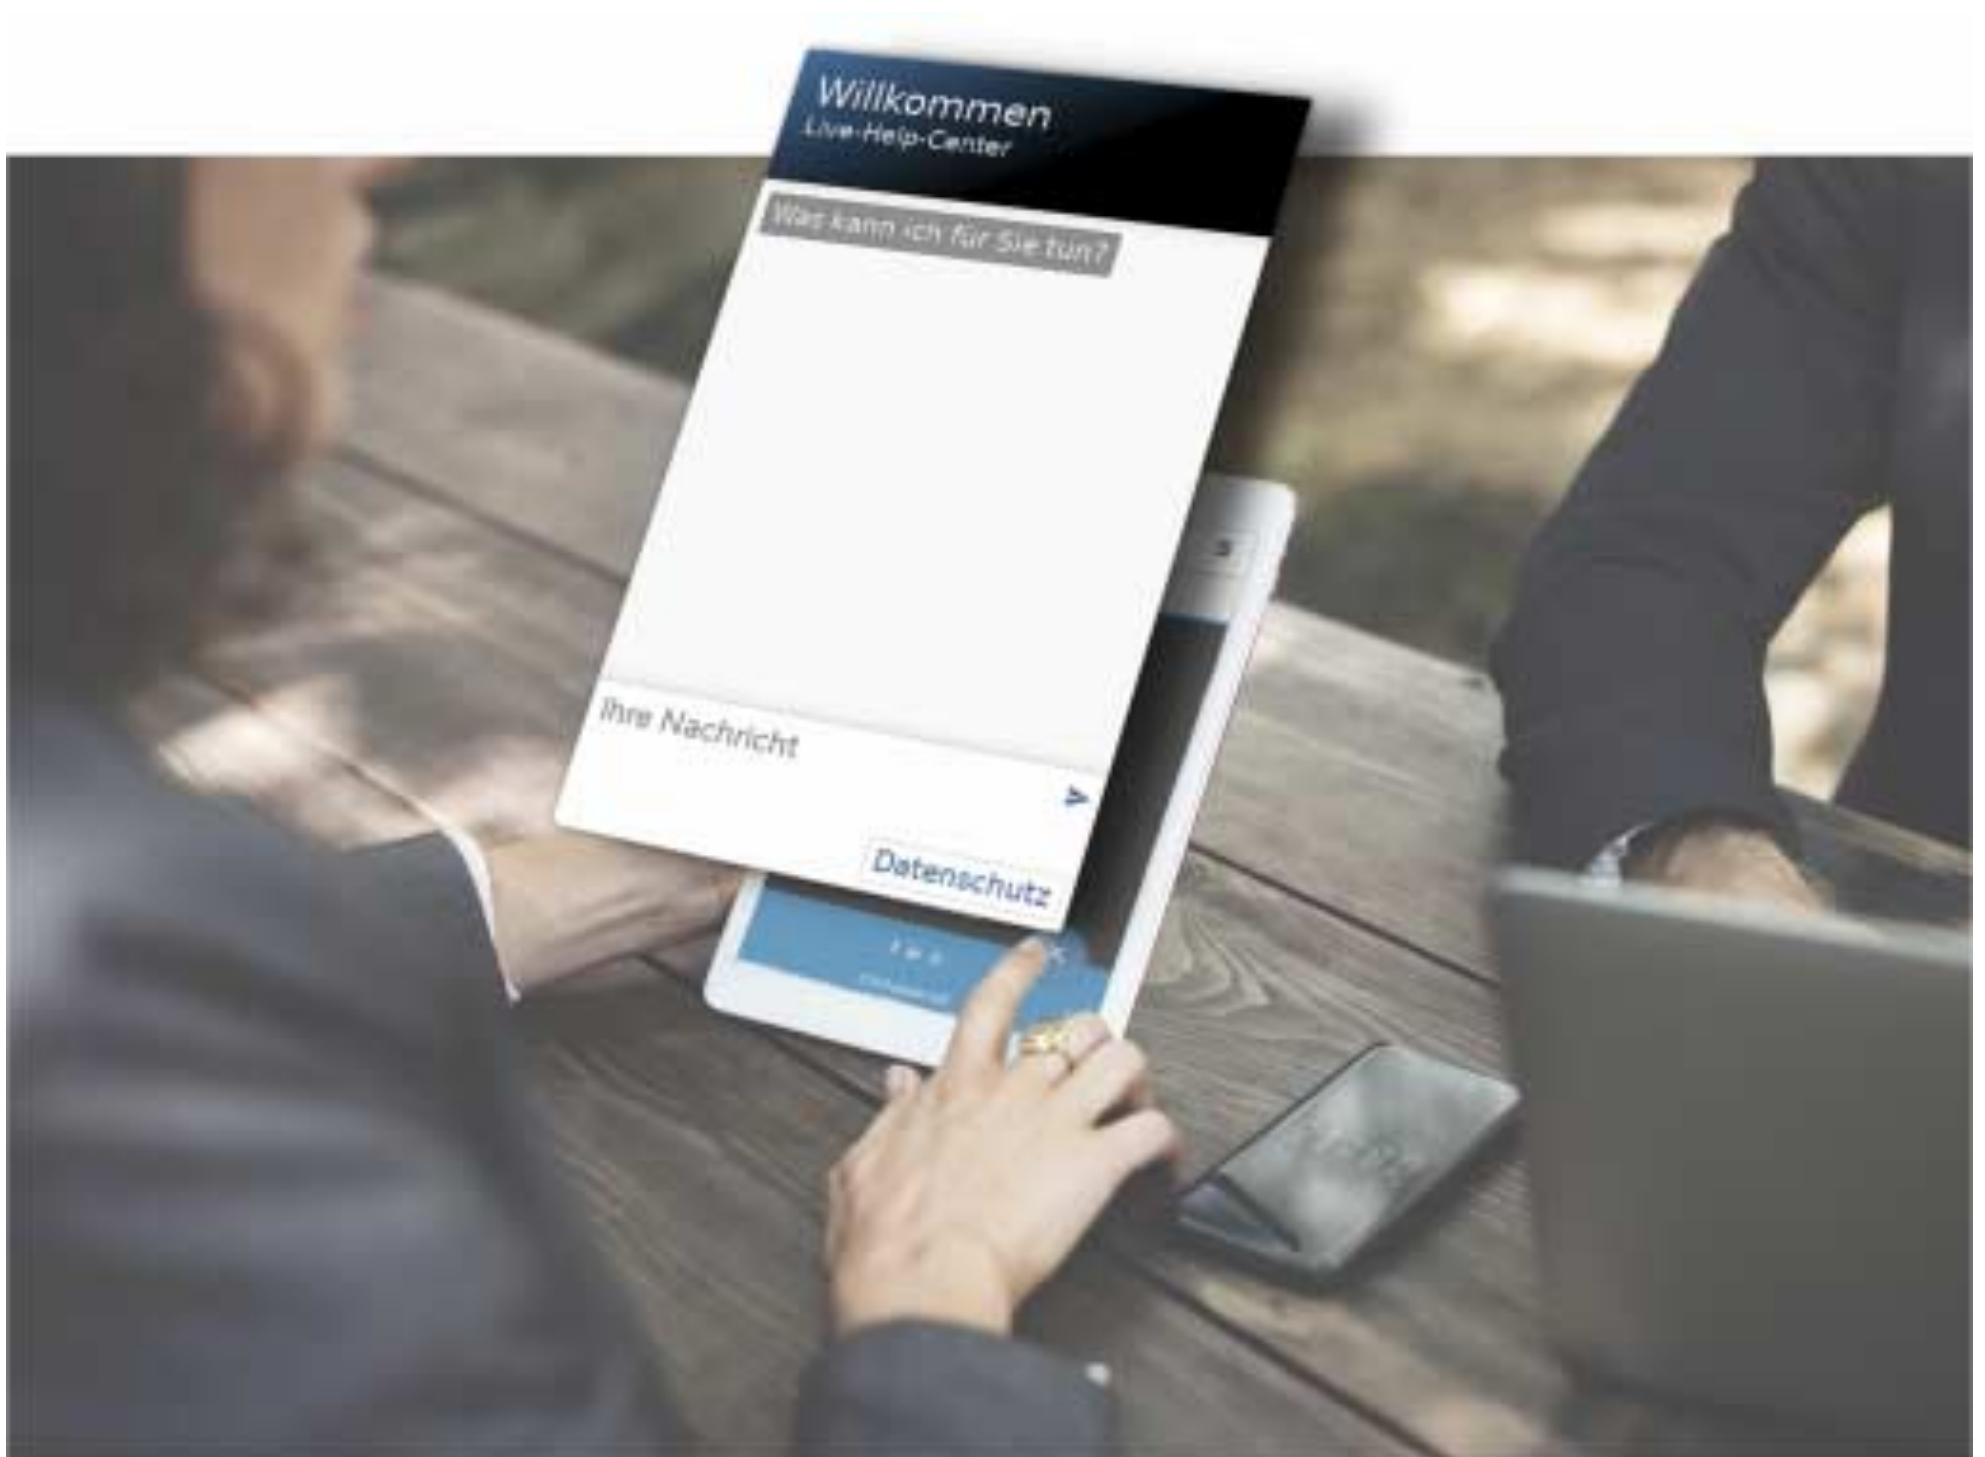 Willkommen
Live-Help-Center
Was kann ich für Sie tun?
Ihre Nachricht
Datenschutz